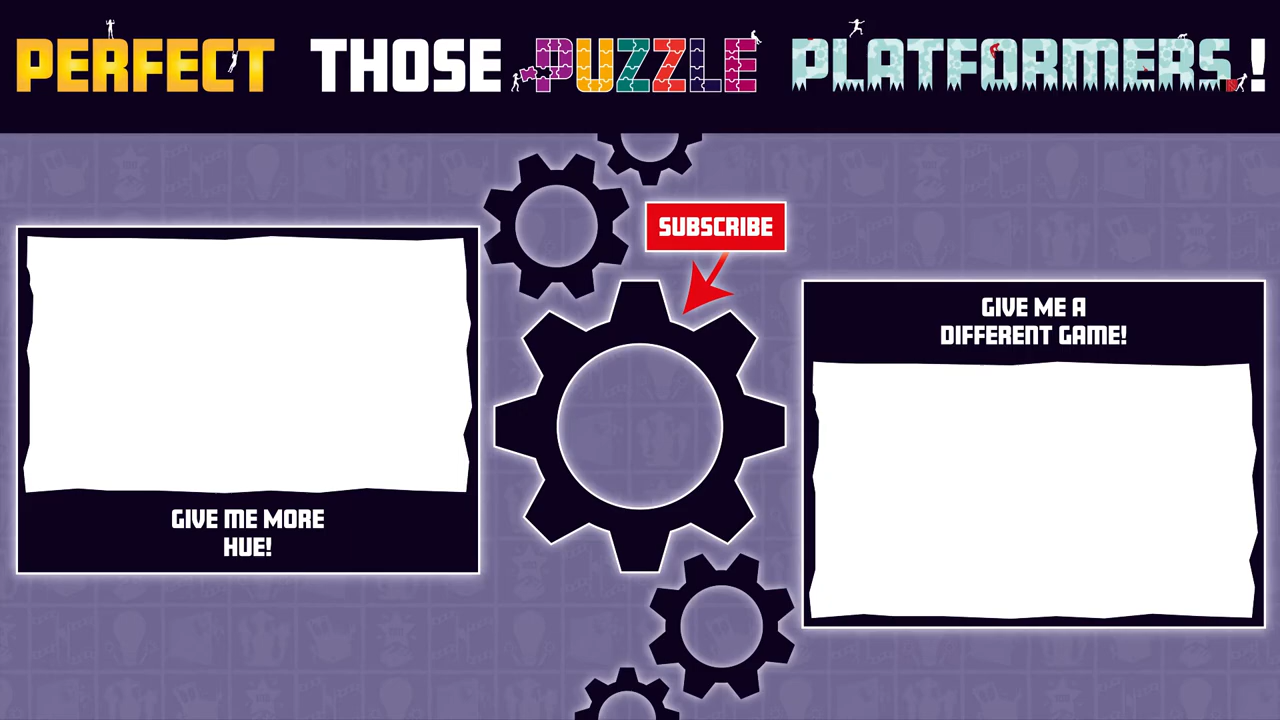 PERFECT THOSE PUZZLE PLATFORMERS!
SUBSCRIBE
GIVE ME MORE
HUE!
GIVE ME A
DIFFERENT GAME!